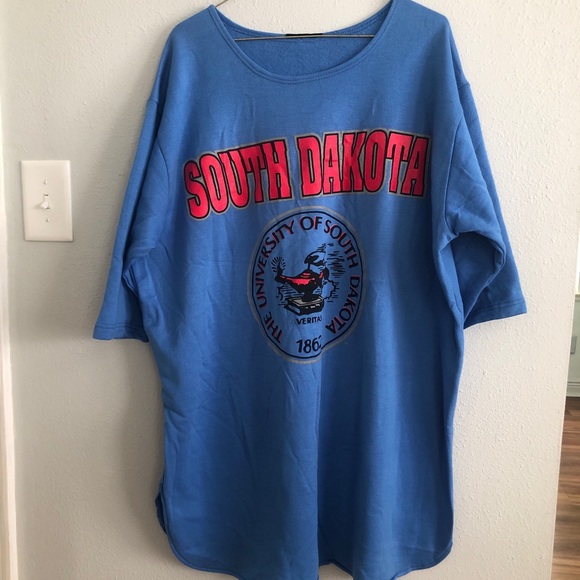 SOUTH DAKOTA
THE UNIVERSITY OF SOUTH DAKOTA
VERITAS
1862